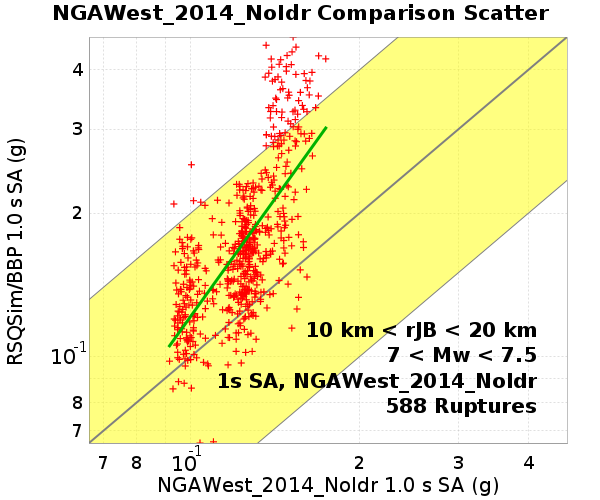 NGAWest_2014_NoIdr Comparison Scatter
RSQSim/BBP 1.0 s SA (g)
4
3
2
10-1
8
7
10 km < rJB < 20 km
7 < Mw < 7.5
1s SA, NGAWest_2014_NoIdr
588 Ruptures
7 8 10-1 2 3 4
NGAWest_2014_NoIdr 1.0 s SA (g)